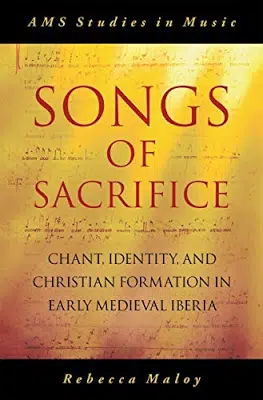 AMS Studies in Music
SONGS
OF
SACRIFICE
CHANT, IDENTITY, AND
CHRISTIAN FORMATION IN
EARLY MEDIEVAL IBERIA
Rebecca Maloy